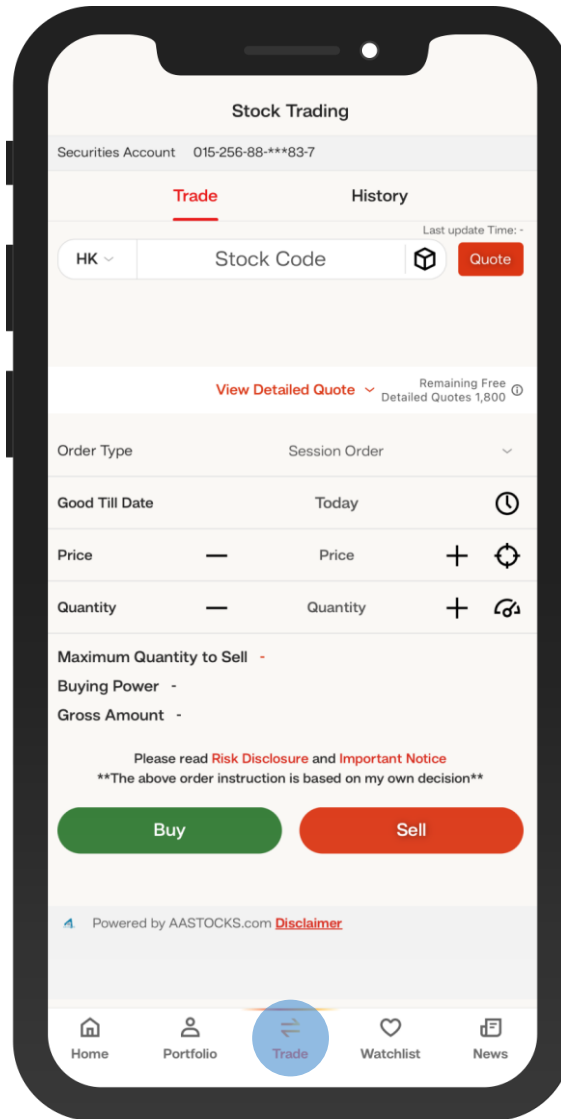 Stock Trading
Securities Account 015-256-88-***83-7
Trade History
Last update Time: -
HK Stock Code Quote
View Detailed Quote Remaining Free
Detailed Quotes 1,800
Order Type Session Order
Good Till Date Today
Price Price
Quantity Quantity
Maximum Quantity to Sell -
Buying Power -
Gross Amount -
Please read Risk Disclosure and Important Notice
**The above order instruction is based on my own decision**
Buy Sell
Powered by AASTOCKS.com Disclaimer
Home Portfolio Trade Watchlist News